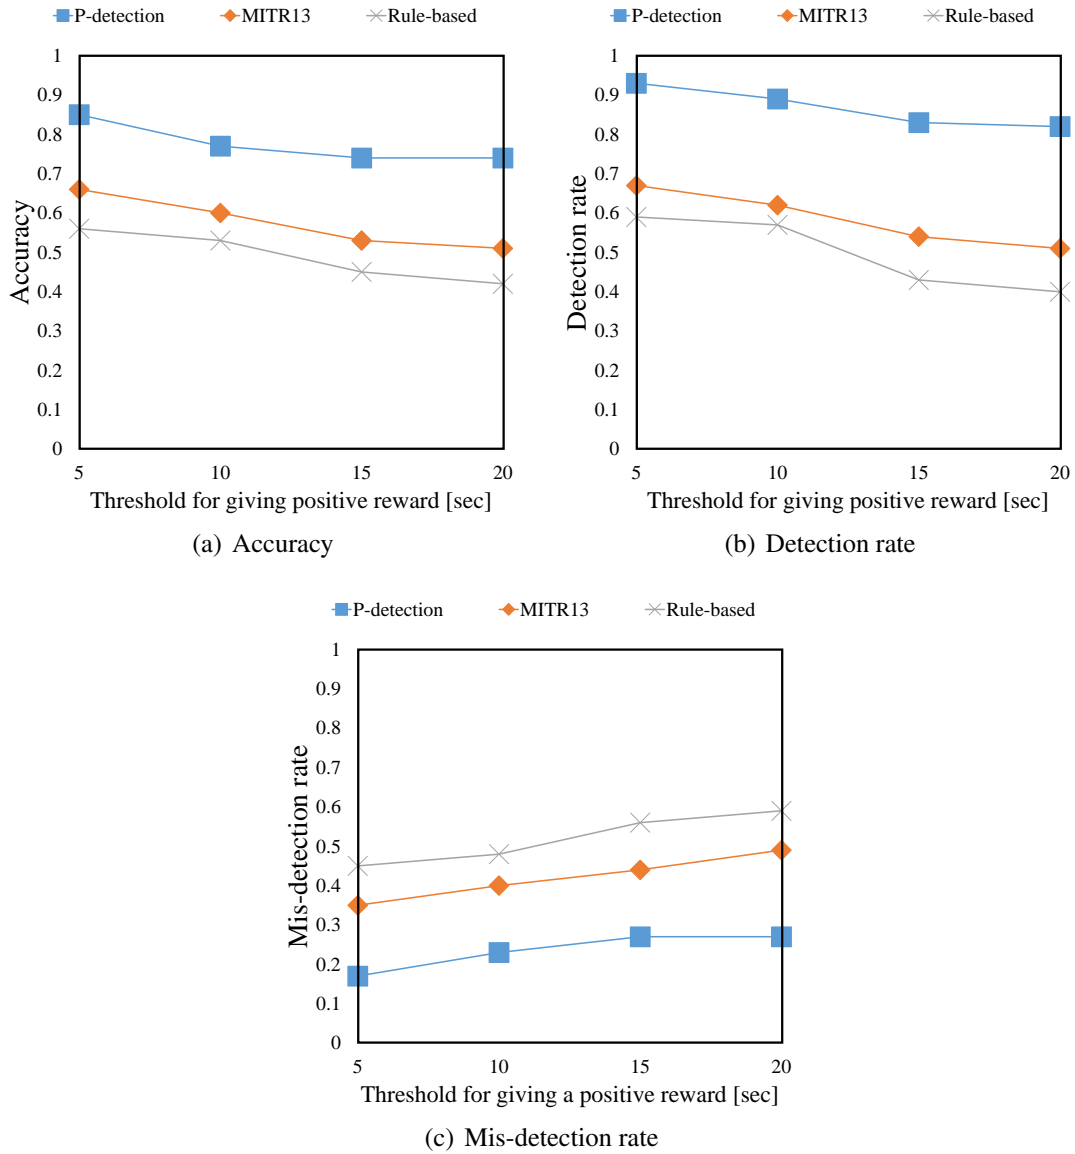 P-detection MITR13 Rule-based
1
0.9
0.8
0.7
0.6
0.5
0.4
0.3
0.2
0.1
0
Accuracy
5 10 15 20
Threshold for giving positive reward [sec]
(a) Accuracy
P-detection MITR13 Rule-based
1
0.9
0.8
0.7
0.6
0.5
0.4
0.3
0.2
0.1
0
Detection rate
5 10 15 20
Threshold for giving positive reward [sec]
(b) Detection rate
P-detection MITR13 Rule-based
1
0.9
0.8
0.7
0.6
0.5
0.4
0.3
0.2
0.1
0
Mis-detection rate
5 10 15 20
Threshold for giving a positive reward [sec]
(c) Mis-detection rate